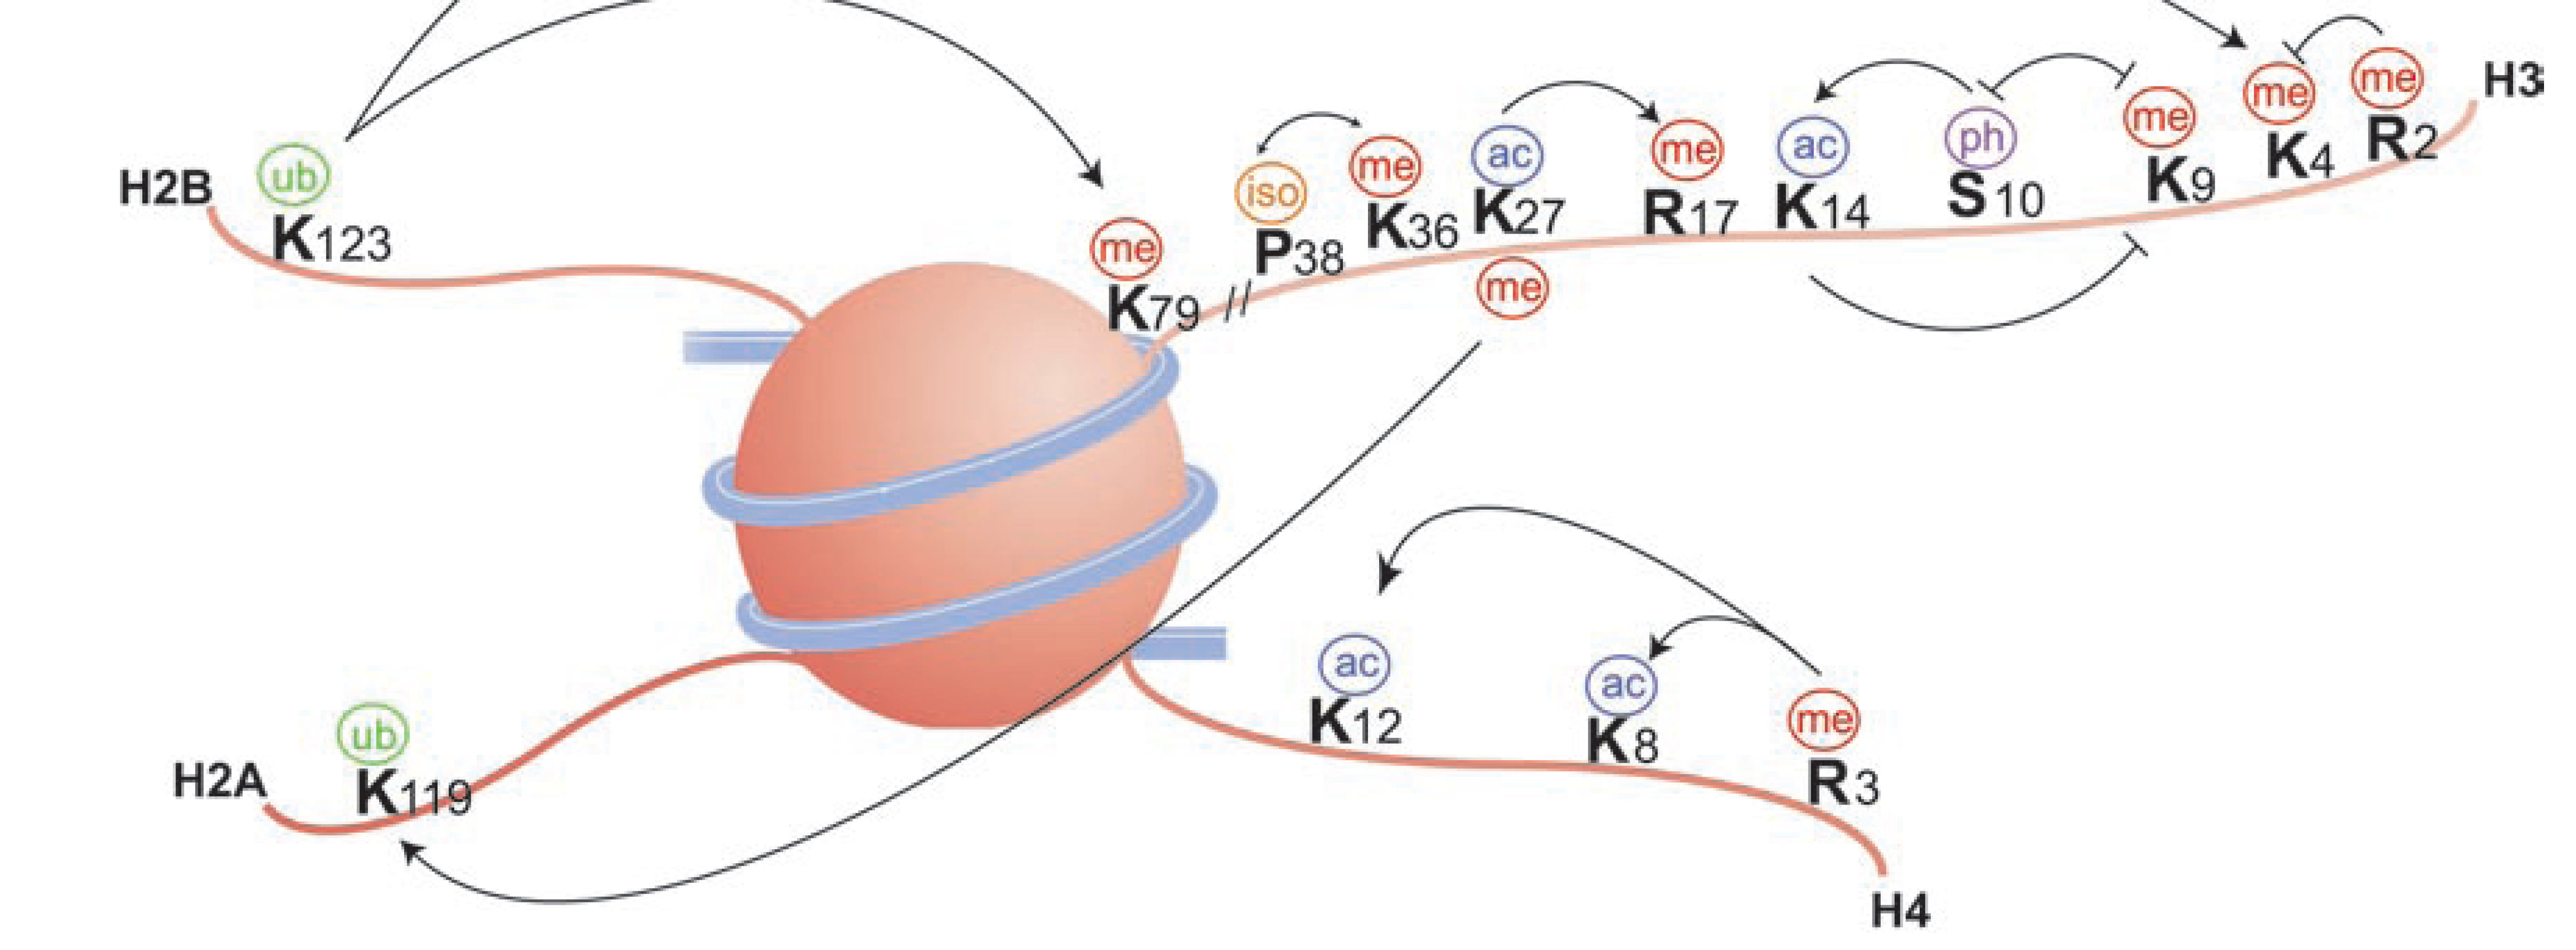 H2B
ub
K123
me
K79
//
iso
P38
me
K36
ac
K27
me
me
R17
ac
K14
ph
S10
me
K9
me
K4
me
R2
H3
H2A
ub
K119
ac
K12
ac
K8
me
R3
H4